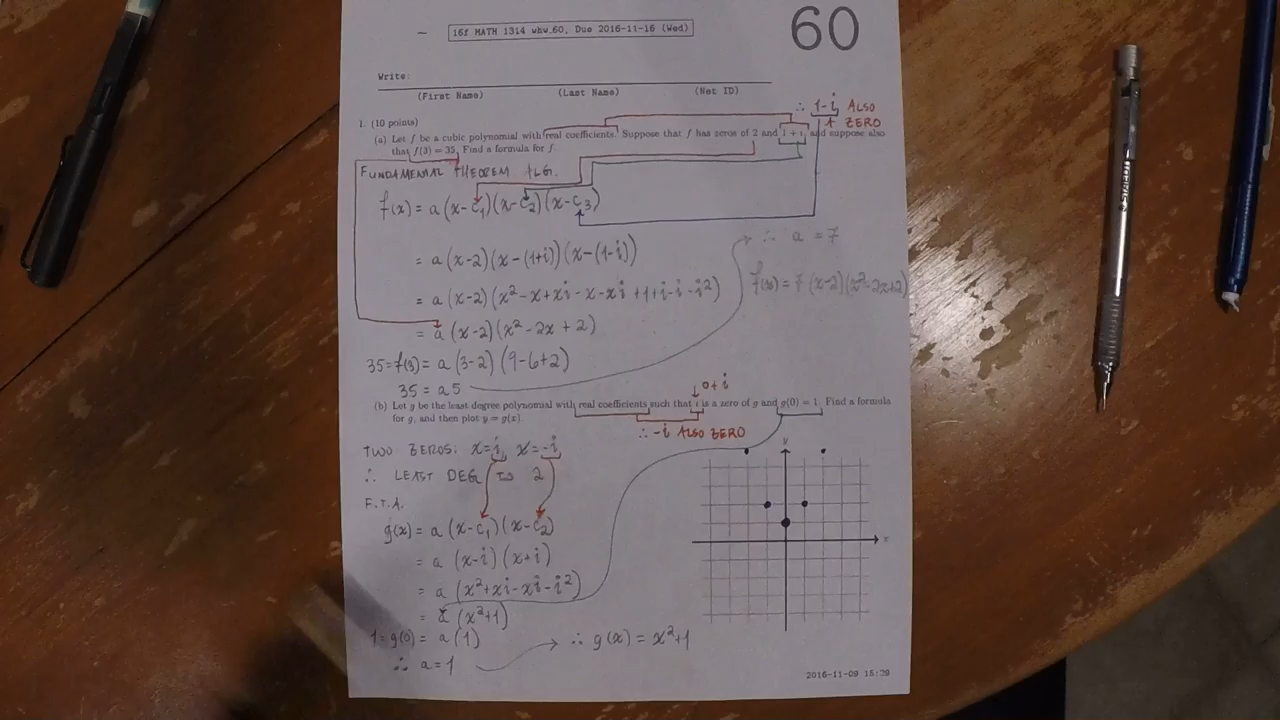 60
16f MATH 1314 whw.60, Due 2016-11-16 (Wed)
Write:
(First Name) (Last Name) (Net ID)
∴ 1-i ALSO
A ZERO
1. (10 points)
(a) Let f be a cubic polynomial with real coefficients. Suppose that f has zeros of 2 and 1 + i, and suppose also
that f(3) = 35. Find a formula for f.
FUNDAMENTAL THEOREM ALG.
f(x) = a(x-c₁)(x-c₂)(x-c₃)
= a(x-2)(x-(1+i))(x-(1-i))
= a(x-2)(x²-x+xi-x-xi+1+i-i-i²)
= a(x-2)(x²-2x+2)
35=f(3)= a(3-2)(9-6+2)
35 = a5
∴ a = 7
f(x) = 7(x-2)(x²-2x+2)
0+i
(b) Let g be the least degree polynomial with real coefficients such that i is a zero of g and g(0) = 1. Find a formula
for g, and then plot y = g(x).
∴ -i ALSO ZERO
TWO ZEROS: x=i, x=-i
∴ LEAST DEG IS 2
F.T.A.
g(x) = a(x-c₁)(x-c₂)
= a(x-i)(x+i)
= a(x²+xi-xi-i²)
= a(x²+1)
1=g(0)= a(1)
∴ a=1
∴ g(x) = x²+1
y
x
2016-11-09 15:29
STAEDTLER